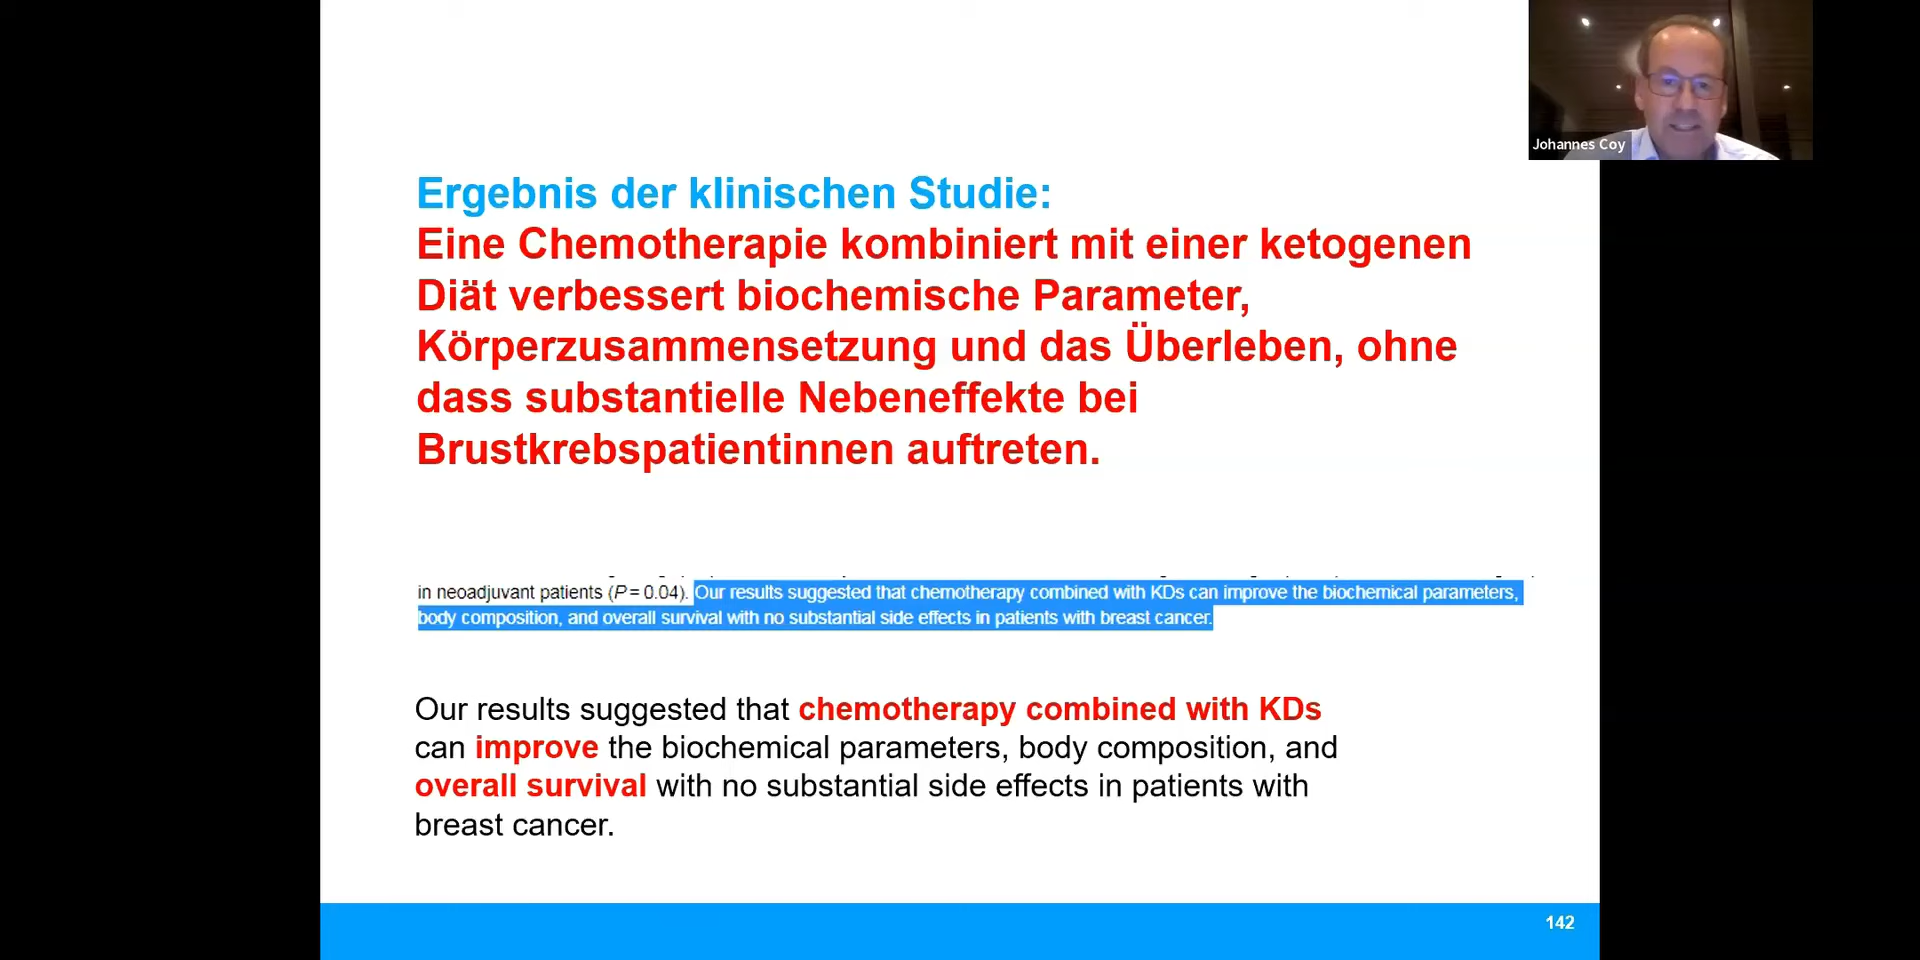 Johannes Coy
Ergebnis der klinischen Studie:
Eine Chemotherapie kombiniert mit einer ketogenen
Diät verbessert biochemische Parameter,
Körperzusammensetzung und das Überleben, ohne
dass substantielle Nebeneffekte bei
Brustkrebspatientinnen auftreten.
in neoadjuvant patients (P = 0.04). Our results suggested that chemotherapy combined with KDs can improve the biochemical parameters,
body composition, and overall survival with no substantial side effects in patients with breast cancer.
Our results suggested that chemotherapy combined with KDs
can improve the biochemical parameters, body composition, and
overall survival with no substantial side effects in patients with
breast cancer.
142